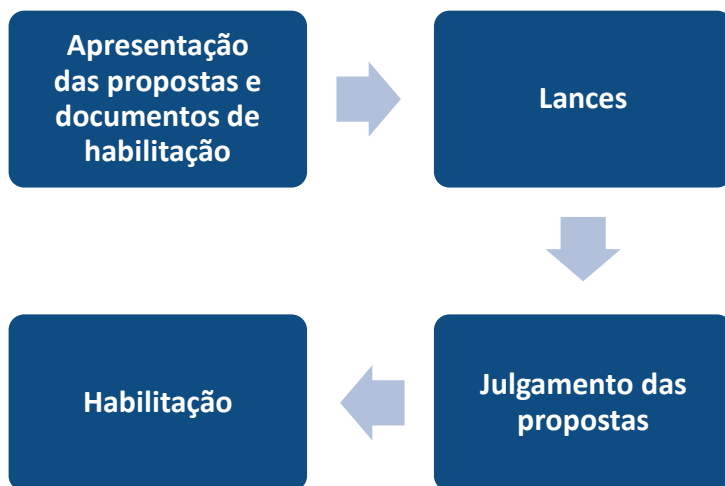 Apresentação
das propostas e
documentos de
habilitação
Lances
Julgamento das
propostas
Habilitação